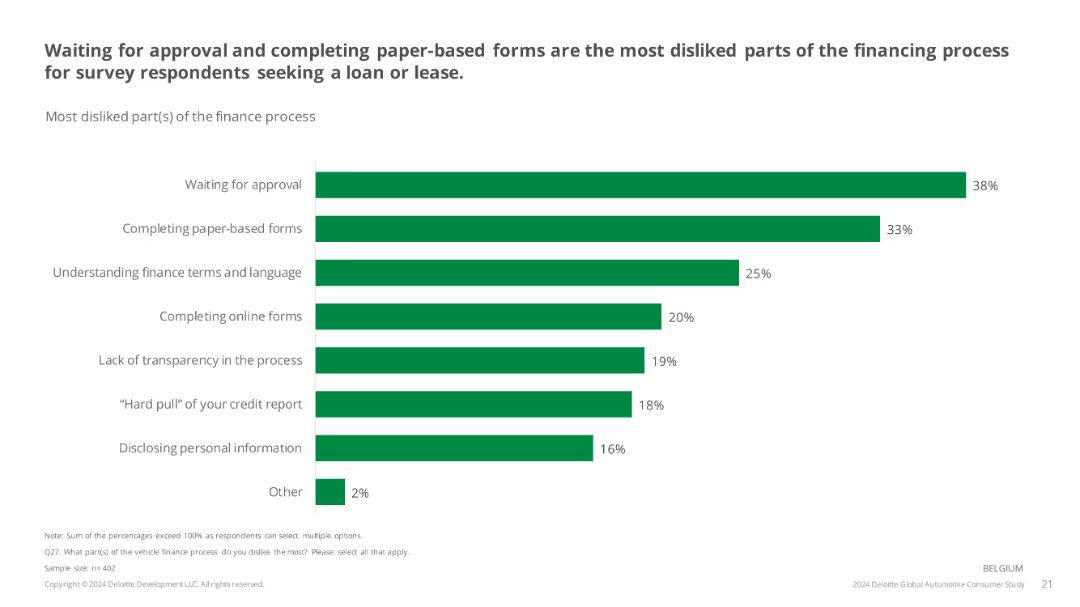 Waiting for approval and completing paper-based forms are the most disliked parts of the financing process
for survey respondents seeking a loan or lease.
Most disliked part(s) of the finance process
Waiting for approval 38%
Completing paper-based forms 33%
Understanding finance terms and language 25%
Completing online forms 20%
Lack of transparency in the process 19%
“Hard pull” of your credit report 18%
Disclosing personal information 16%
Other 2%
Note: Sum of the percentages exceed 100% as respondents can select multiple options.
Q27. What part(s) of the vehicle finance process do you dislike the most? Please select all that apply.
Sample size: n= 402
BELGIUM
Copyright © 2024 Deloitte Development LLC. All rights reserved.
2024 Deloitte Global Automotive Consumer Study 21